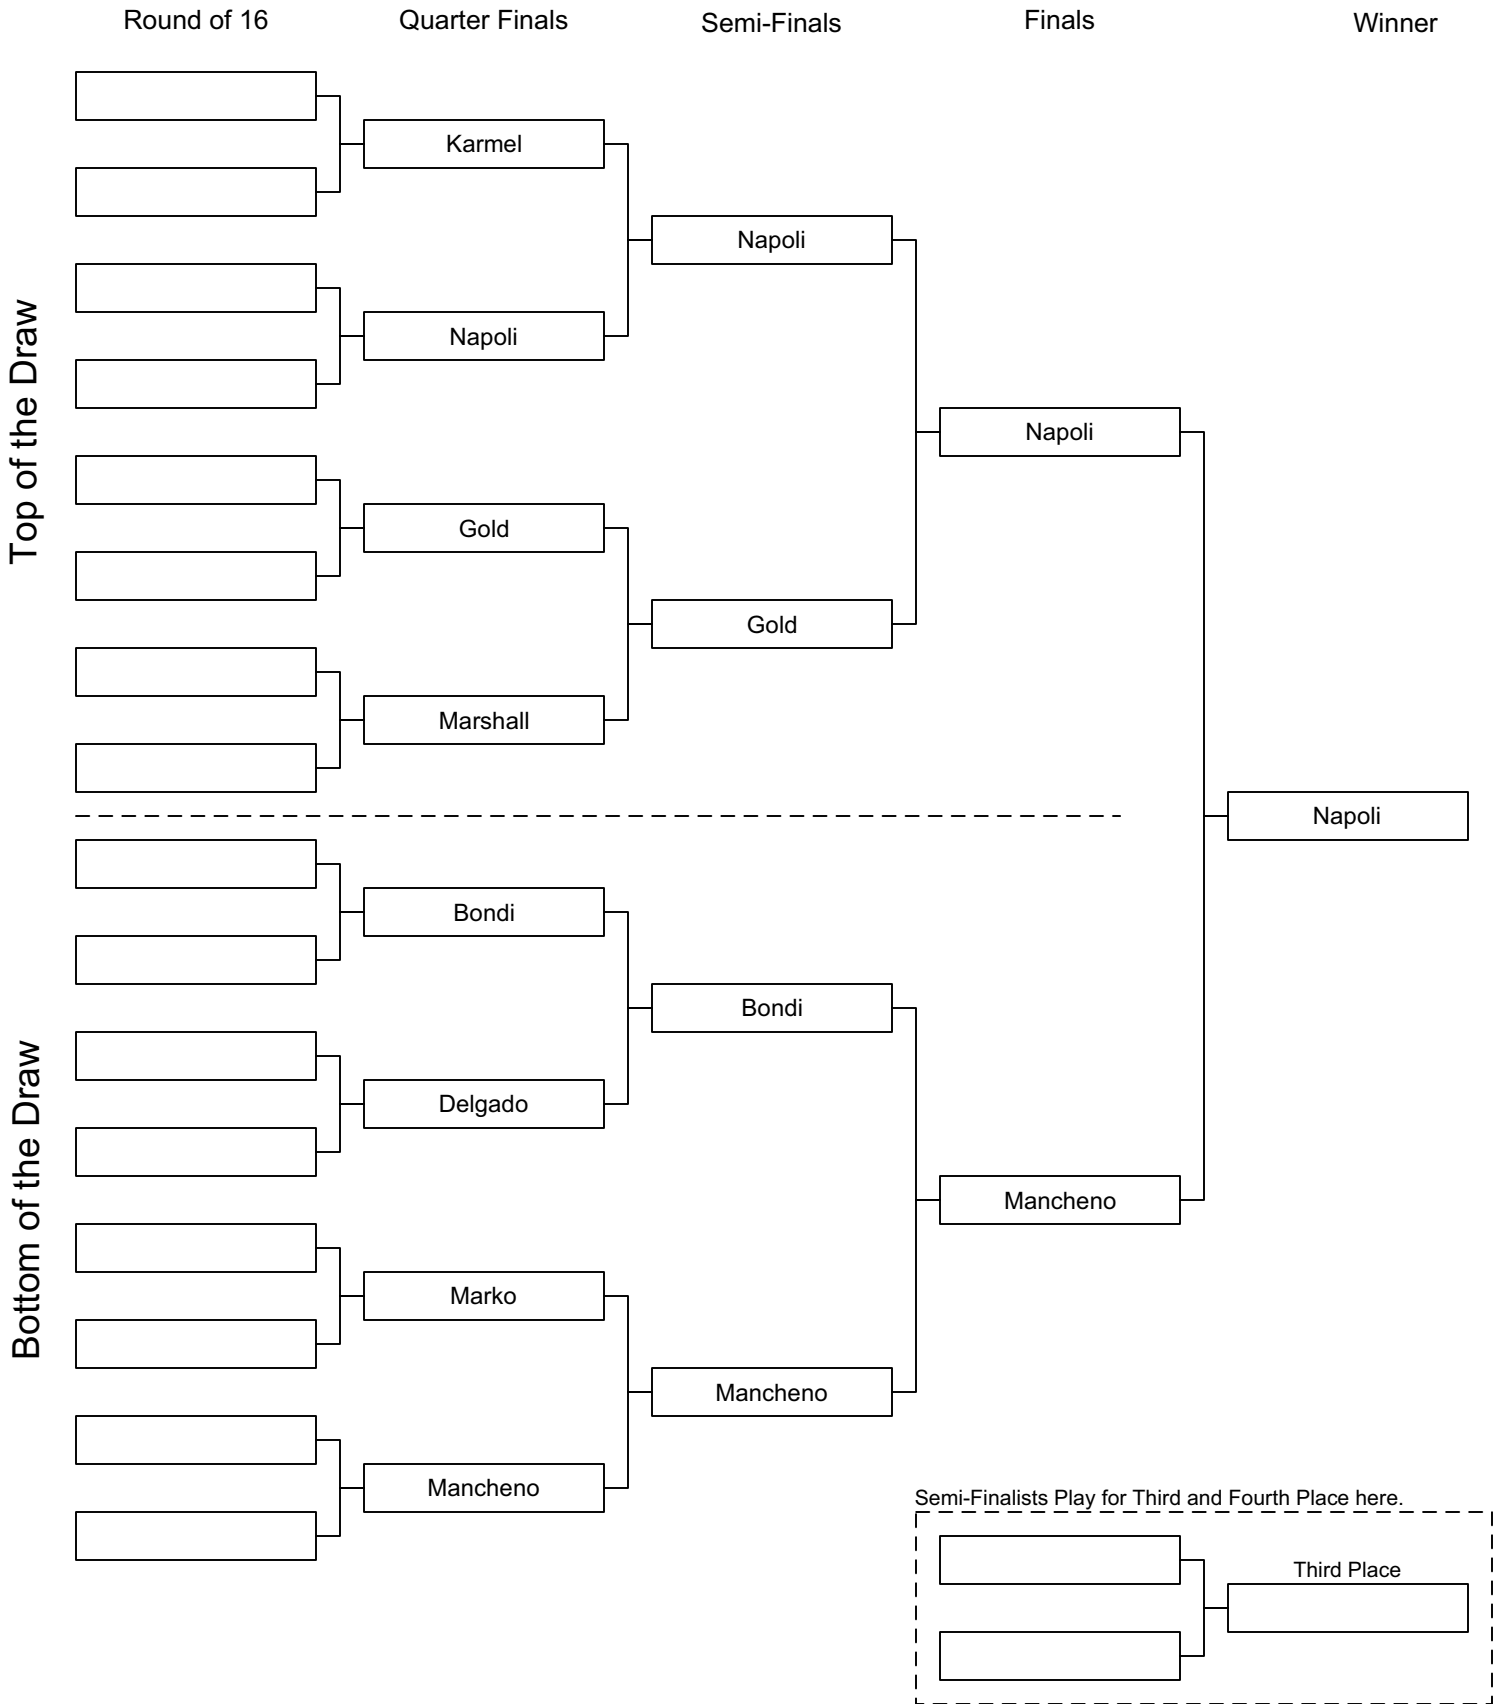 Round of 16
Quarter Finals
Semi-Finals
Finals
Winner
Top of the Draw
Karmel
Napoli
Napoli
Napoli
Gold
Gold
Marshall
Napoli
Bottom of the Draw
Bondi
Bondi
Delgado
Mancheno
Marko
Mancheno
Mancheno
Semi-Finalists Play for Third and Fourth Place here.
Third Place